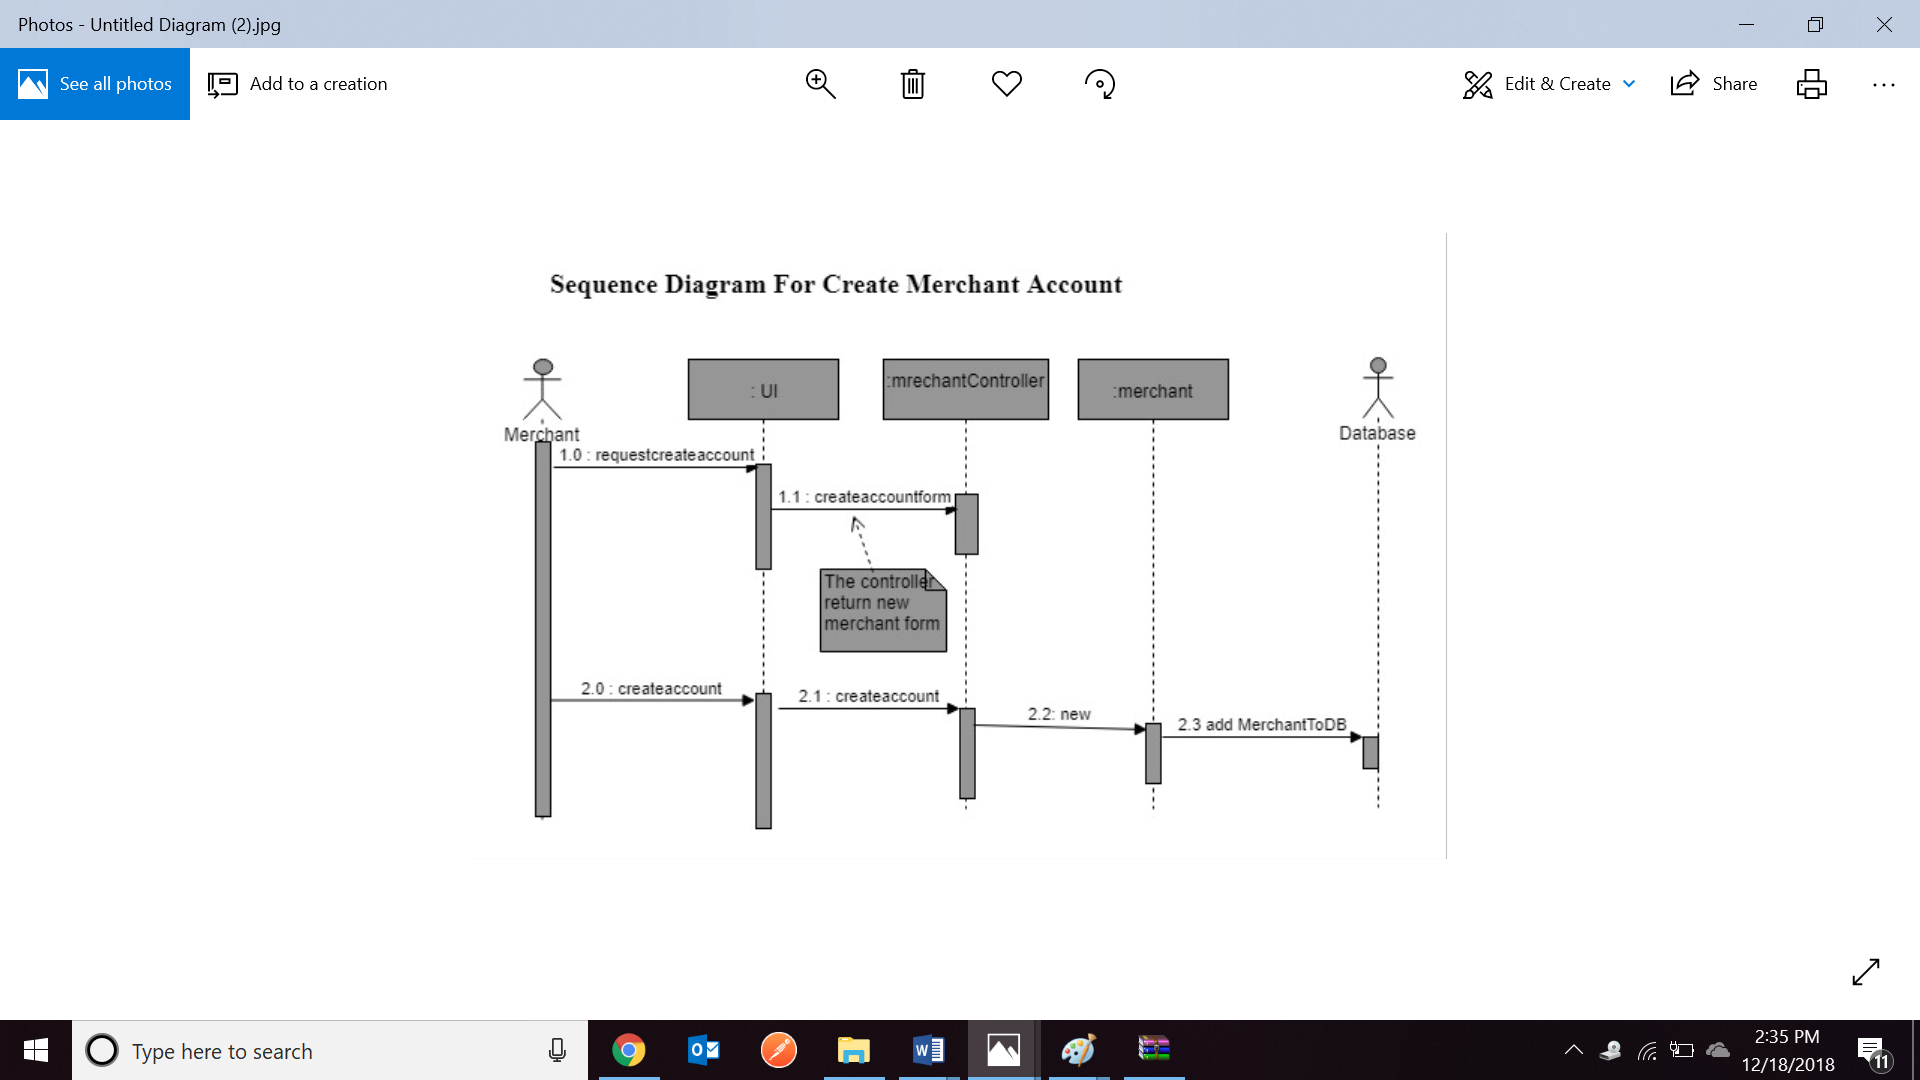 Photos - Untitled Diagram (2).jpg
See all photos
Add to a creation
Edit & Create
Share
Sequence Diagram For Create Merchant Account
: UI
:mrechantController
:merchant
Merchant
Database
1.0 : requestcreateaccount
1.1 : createaccountform
The controller
return new
merchant form
2.0 : createaccount
2.1 : createaccount
2.2: new
2.3 add MerchantToDB
Type here to search
2:35 PM
12/18/2018
11